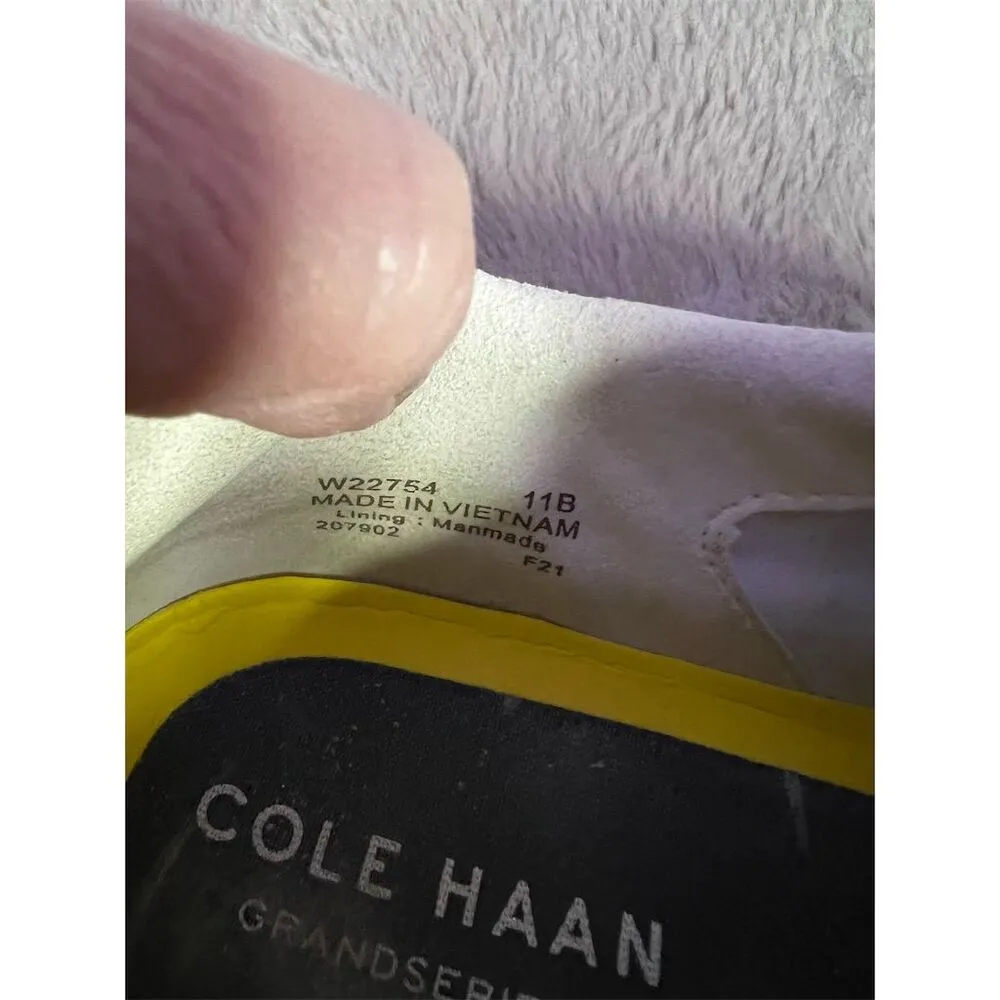 W22754 11B
MADE IN VIETNAM
Lining : Manmade
207902 F21
COLE HAAN